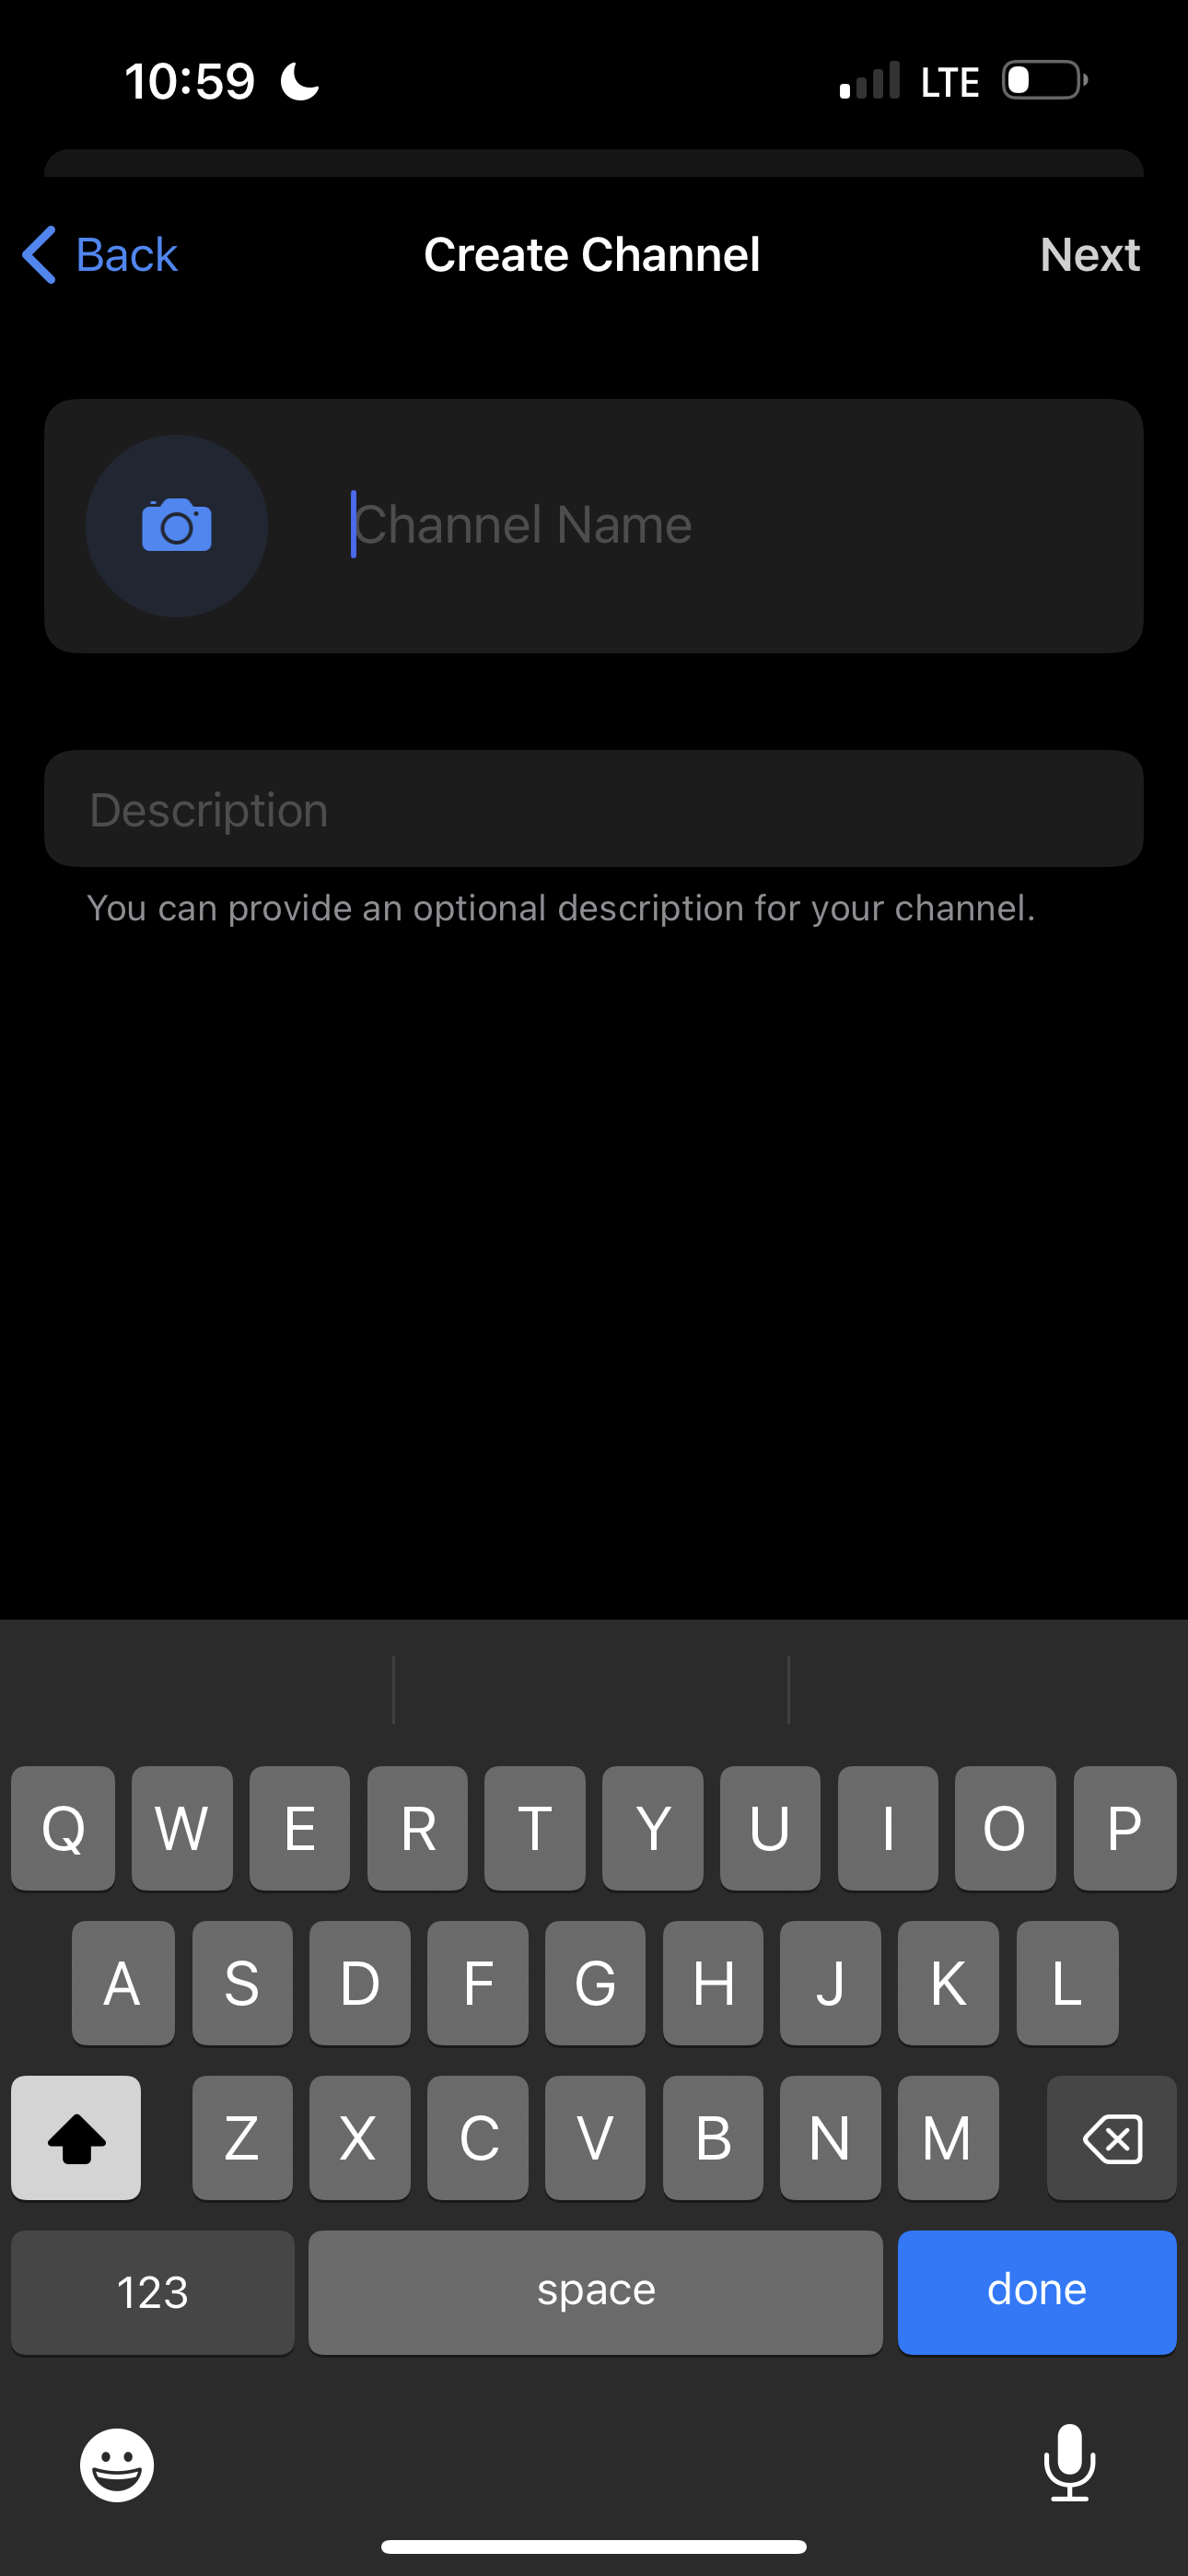 10:59 LTE
Back Create Channel Next
Channel Name
Description
You can provide an optional description for your channel.
Q W E R T Y U I O P
A S D F G H J K L
Z X C V B N M
123 space done